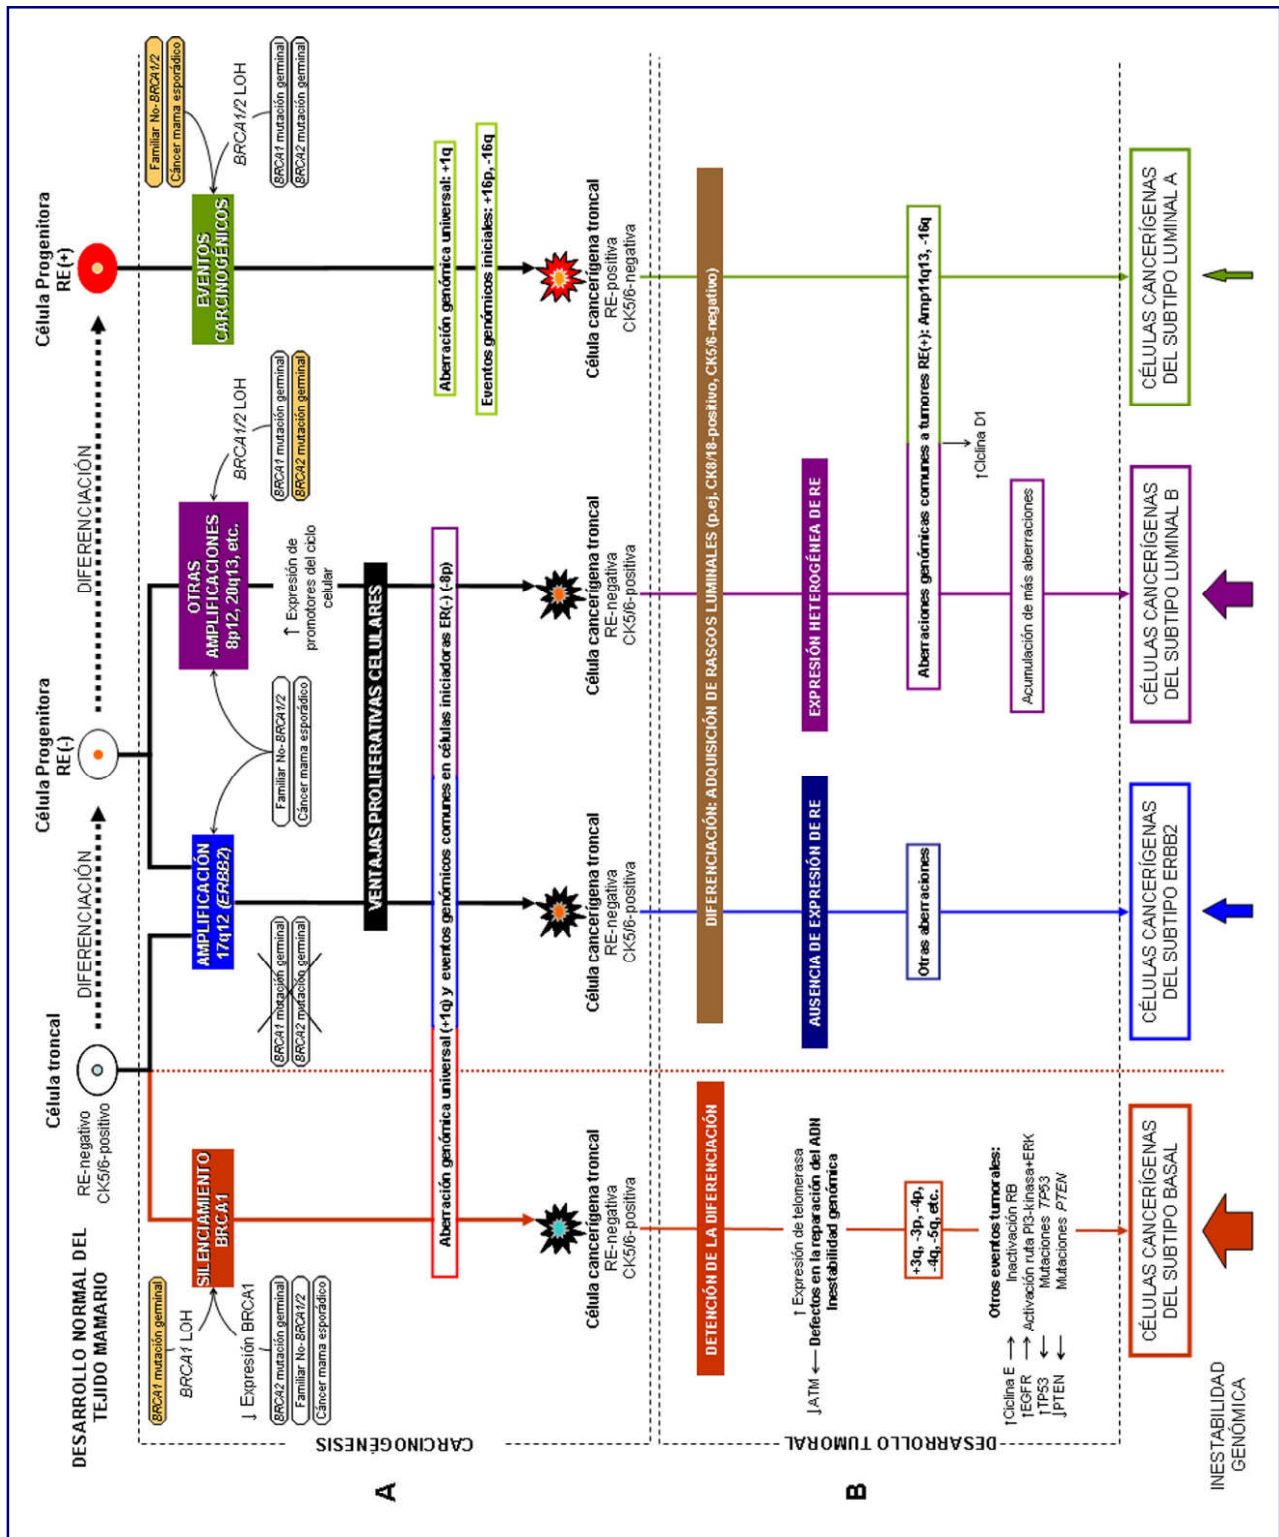 DESARROLLO NORMAL DEL
TEJIDO MAMARIO
Célula troncal
RE-negativo
CK5/6-positivo
DIFERENCIACIÓN
Célula Progenitora
RE(-)
DIFERENCIACIÓN
Célula Progenitora
RE(+)
A
CARCINOGÉNESIS
BRCA1 mutación germinal
BRCA1 LOH
↓ Expresión BRCA1
BRCA2 mutación germinal
Familiar No-BRCA1/2
Cáncer mama esporádico
SILENCIAMIENTO
BRCA1
AMPLIFICACIÓN
17q12 (ERBB2)
BRCA1 mutación germinal
BRCA2 mutación germinal
Familiar No-BRCA1/2
Cáncer mama esporádico
OTRAS
AMPLIFICACIONES
8p12, 20q13, etc.
↑ Expresión de
promotores del ciclo
celular
BRCA1/2 LOH
BRCA1 mutación germinal
BRCA2 mutación germinal
EVENTOS
CARCINOGÉNICOS
Familiar No-BRCA1/2
Cáncer mama esporádico
BRCA1/2 LOH
BRCA1 mutación germinal
BRCA2 mutación germinal
VENTAJAS PROLIFERATIVAS CELULARES
Aberración genómica universal (+1q) y eventos genómicos comunes en células iniciadoras ER(-) (-8p)
Aberración genómica universal: +1q
Eventos genómicos iniciales: +16p, -16q
Célula cancerígena troncal
RE-negativa
CK5/6-positiva
Célula cancerígena troncal
RE-negativa
CK5/6-positiva
Célula cancerígena troncal
RE-negativa
CK5/6-positiva
Célula cancerígena troncal
RE-positiva
CK5/6-negativa
B
DESARROLLO TUMORAL
DETENCIÓN DE LA DIFERENCIACIÓN
DIFERENCIACIÓN: ADQUISICIÓN DE RASGOS LUMINALES (p.ej. CK8/18-positivo, CK5/6-negativo)
↑ Expresión de telomerasa
↓ATM ← Defectos en la reparación del ADN
Inestabilidad genómica
+3q, -3p, -4p,
-4q, -5q, etc.
Otros eventos tumorales:
↑Ciclina E → Inactivación RB
↑EGFR → Activación ruta PI3-kinasa+ERK
↑TP53 ← Mutaciones TP53
↓PTEN ← Mutaciones PTEN
AUSENCIA DE EXPRESIÓN DE RE
Otras aberraciones
EXPRESIÓN HETEROGÉNEA DE RE
Aberraciones genómicas comunes a tumores RE(+): Amp11q13, -16q
↑Ciclina D1
Acumulación de más aberraciones
CÉLULAS CANCERÍGENAS
DEL SUBTIPO BASAL
CÉLULAS CANCERÍGENAS
DEL SUBTIPO ERBB2
CÉLULAS CANCERÍGENAS
DEL SUBTIPO LUMINAL B
CÉLULAS CANCERÍGENAS
DEL SUBTIPO LUMINAL A
INESTABILIDAD
GENÓMICA